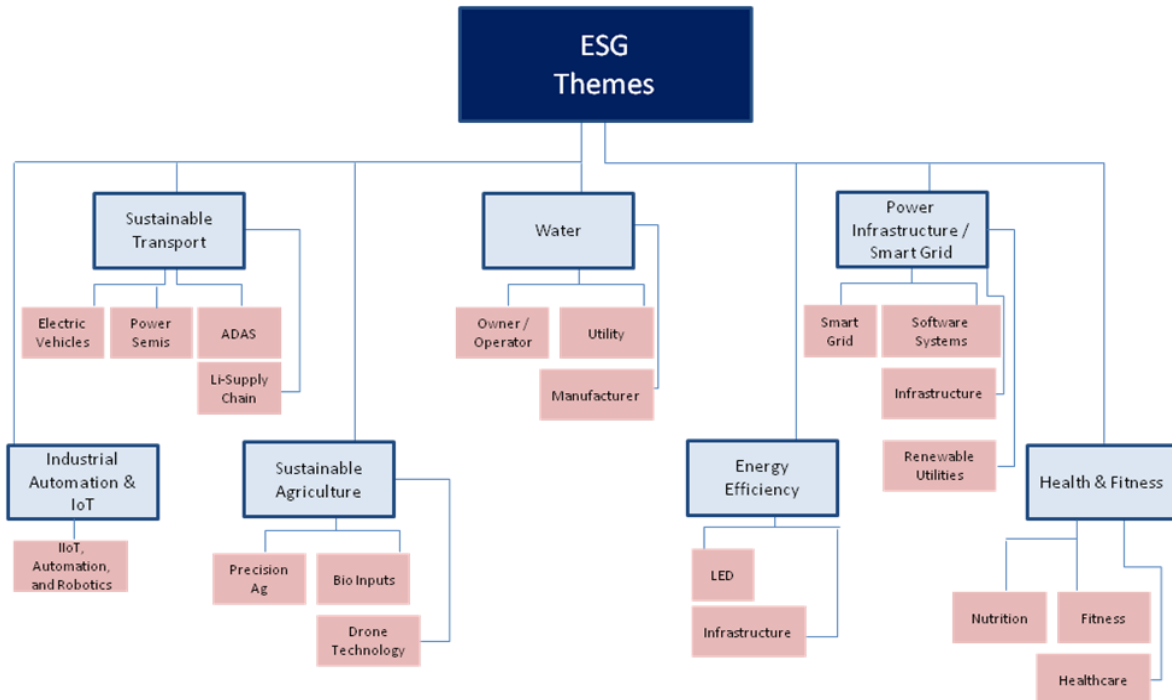 ESG
Themes
Sustainable
Transport
Water
Power
Infrastructure /
Smart Grid
Electric
Vehicles
Power
Semis
ADAS
Li-Supply
Chain
Owner /
Operator
Utility
Manufacturer
Smart
Grid
Software
Systems
Infrastructure
Renewable
Utilities
Industrial
Automation &
IoT
Sustainable
Agriculture
Energy
Efficiency
Health & Fitness
IIoT,
Automation,
and Robotics
Precision
Ag
Bio Inputs
Drone
Technology
LED
Infrastructure
Nutrition
Fitness
Healthcare